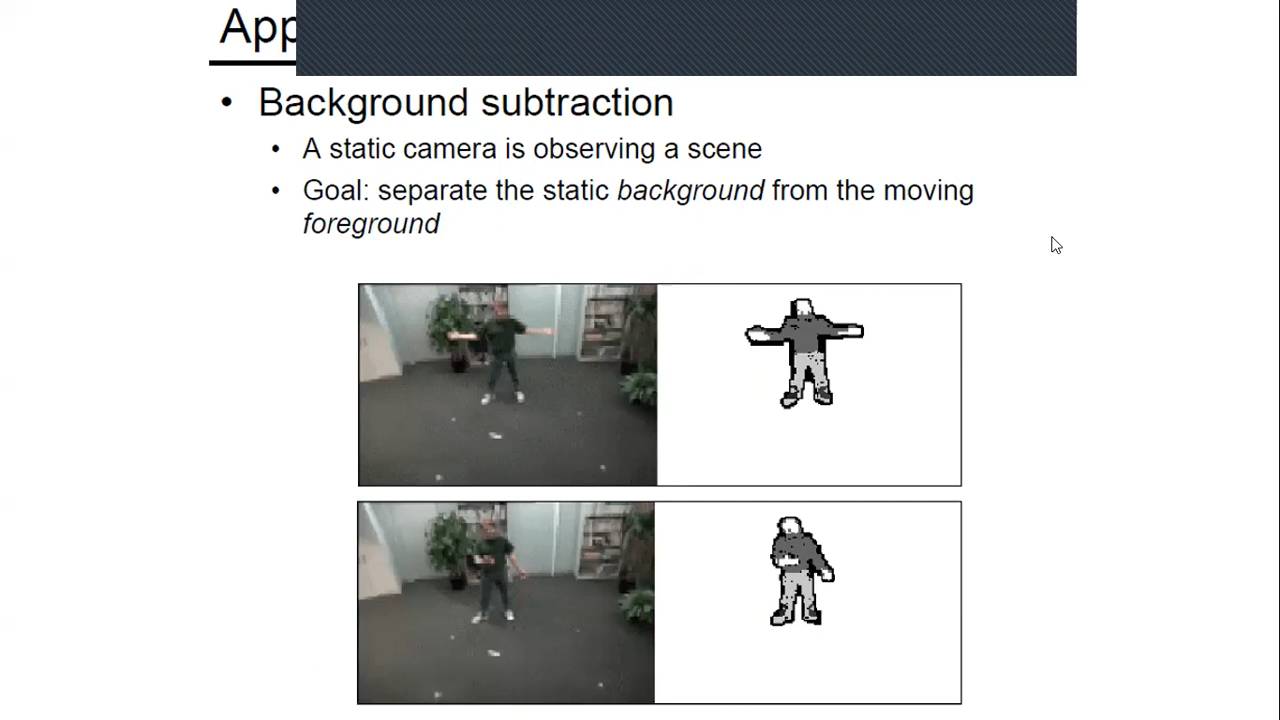 App
• Background subtraction
• A static camera is observing a scene
• Goal: separate the static background from the moving
foreground